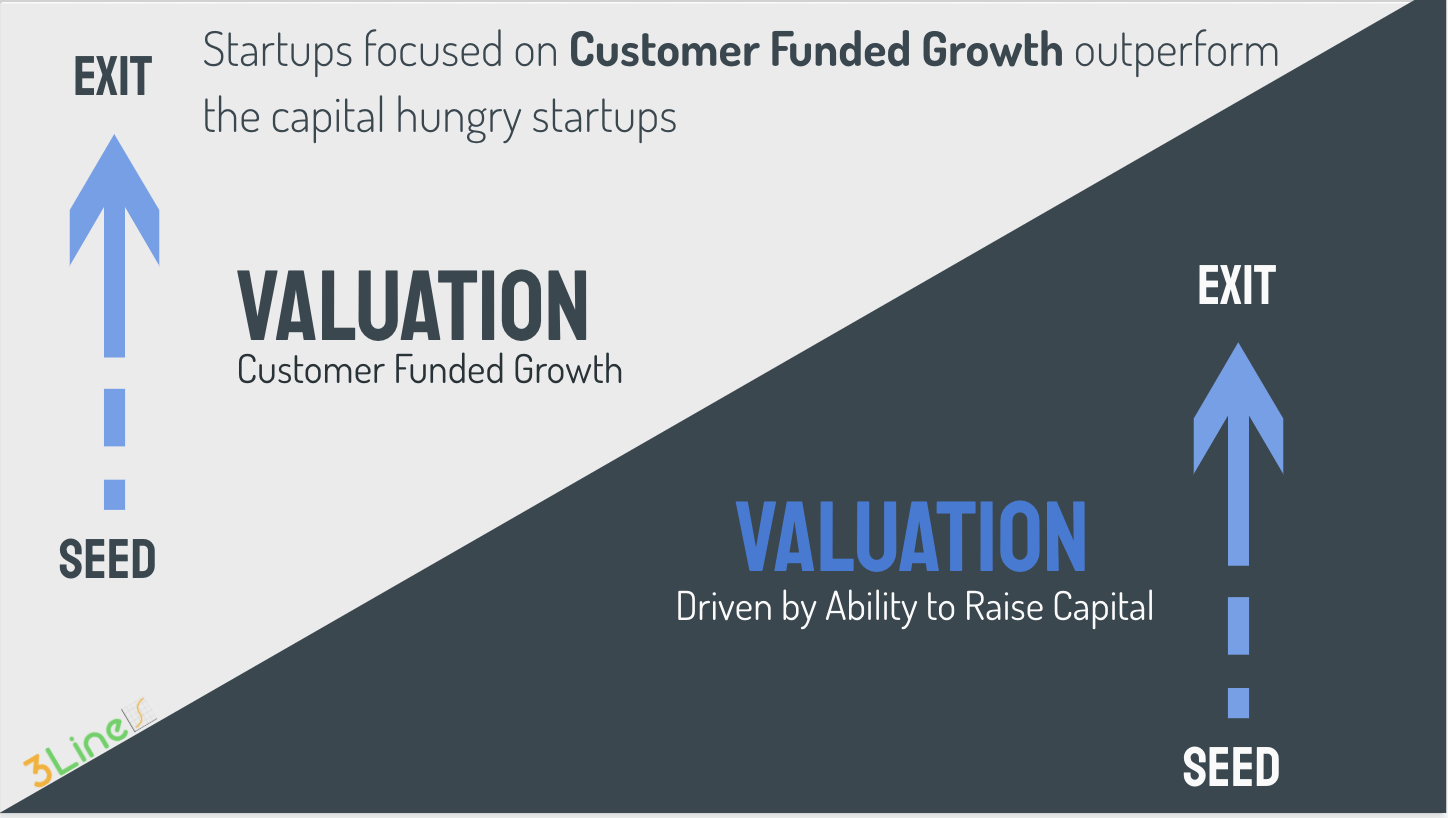 Startups focused on Customer Funded Growth outperform
the capital hungry startups
EXIT
VALUATION
Customer Funded Growth
SEED
EXIT
VALUATION
Driven by Ability to Raise Capital
SEED
3Lines